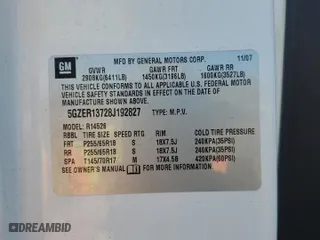 GM
MFD BY GENERAL MOTORS CORP. 11/07
GVWR GAWR FRT GAWR RR
2908KG(6411LB) 1450KG(3196LB) 1600KG(3527LB)
THIS VEHICLE CONFORMS TO ALL APPLICABLE U.S.
FEDERAL MOTOR VEHICLE SAFETY
STANDARDS IN EFFECT ON THE DATE OF
MANUFACTURE SHOWN ABOVE.
5GZER13728J192827 TYPE: M.P.V.
MODEL: R14526
RBBL TIRE SIZE SPEED RTG RIM COLD TIRE PRESSURE
FRT P255/65R18 S 18X7.5J 240KPA(35PSI)
RR P255/65R18 S 18X7.5J 240KPA(35PSI)
SPA T145/70R17 M 17X4.5B 420KPA(60PSI)
SEE OWNER'S MANUAL FOR ADDITIONAL INFORMATION
DREAMBID